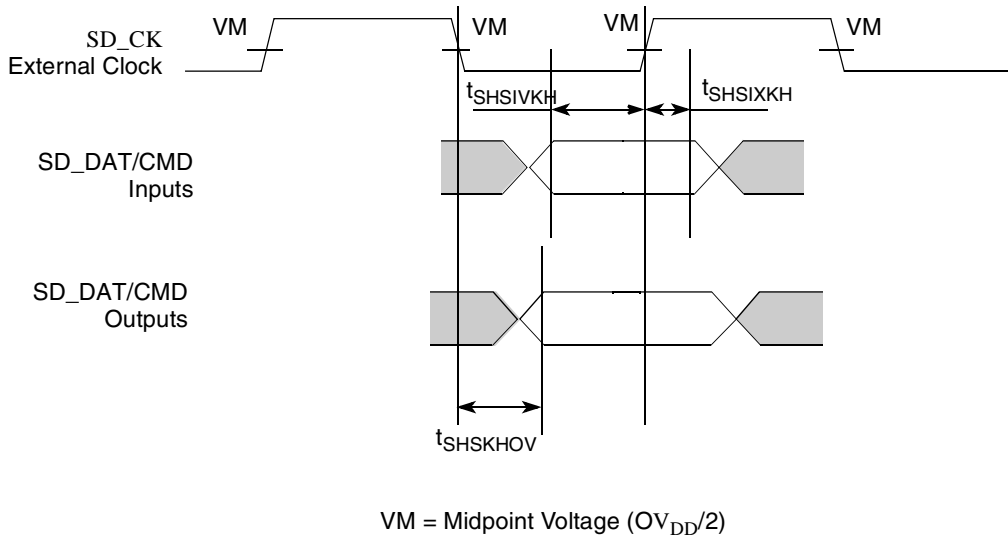 VM VM VM VM
SD_CK
External Clock
tSHSIVKH tSHSIXKH
SD_DAT/CMD
Inputs
SD_DAT/CMD
Outputs
tSHSKHOV
VM = Midpoint Voltage (OVDD/2)